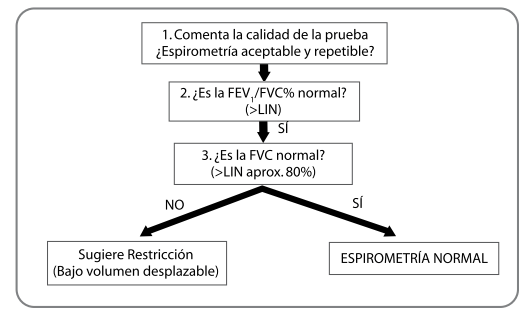 1. Comenta la calidad de la prueba
¿Espirometría aceptable y repetible?
2. ¿Es la FEV1/FVC% normal?
(>LIN)
SÍ
3. ¿Es la FVC normal?
(>LIN aprox. 80%)
NO
SÍ
Sugiere Restricción
(Bajo volumen desplazable)
ESPIROMETRÍA NORMAL